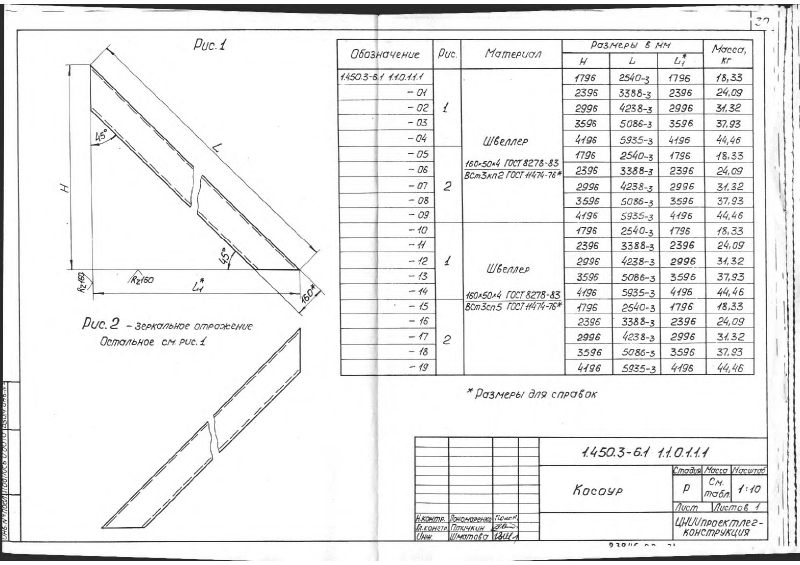 37
Рис.1
L
H
45°
45°
160*
Rz160
Rz160
L1*
Рис.2 - зеркальное отражение
Остальное см. рис.1
Обозначение Рис. Материал Размеры в мм Масса, кг
H L L1*
1.450.3-6.1 1.1.0.1.1.1 1796 2540-3 1796 18,33
- 01 2396 3388-3 2396 24,09
- 02 1 2996 4238-3 2996 31,32
- 03 3596 5086-3 3596 37,93
- 04 Швеллер 4196 5935-3 4196 44,46
- 05 160×50×4 ГОСТ 8278-83 1796 2540-3 1796 18,33
- 06 ВСт3кп2 ГОСТ 11474-76* 2396 3388-3 2396 24,09
- 07 2 2996 4238-3 2996 31,32
- 08 3596 5086-3 3596 37,93
- 09 4196 5935-3 4196 44,46
- 10 1796 2540-3 1796 18,33
- 11 2396 3388-3 2396 24,09
- 12 1 Швеллер 2996 4238-3 2996 31,32
- 13 3596 5086-3 3596 37,93
- 14 160×50×4 ГОСТ 8278-83 4196 5935-3 4196 44,46
- 15 ВСт3сп5 ГОСТ 11474-76* 1796 2540-3 1796 18,33
- 16 2396 3388-3 2396 24,09
- 17 2 2996 4238-3 2996 31,32
- 18 3596 5086-3 3596 37,93
- 19 4196 5935-3 4196 44,46
* Размеры для справок
1.450.3-6.1 1.1.0.1.1.1
Косоур
Стадия Масса Масштаб
Р См. табл. 1:10
Лист Листов 1
ЦНИИпроектлег-
конструкция
Н.контр. Пономаренко
Гл.констр. Птичкин
Инж. Шматова